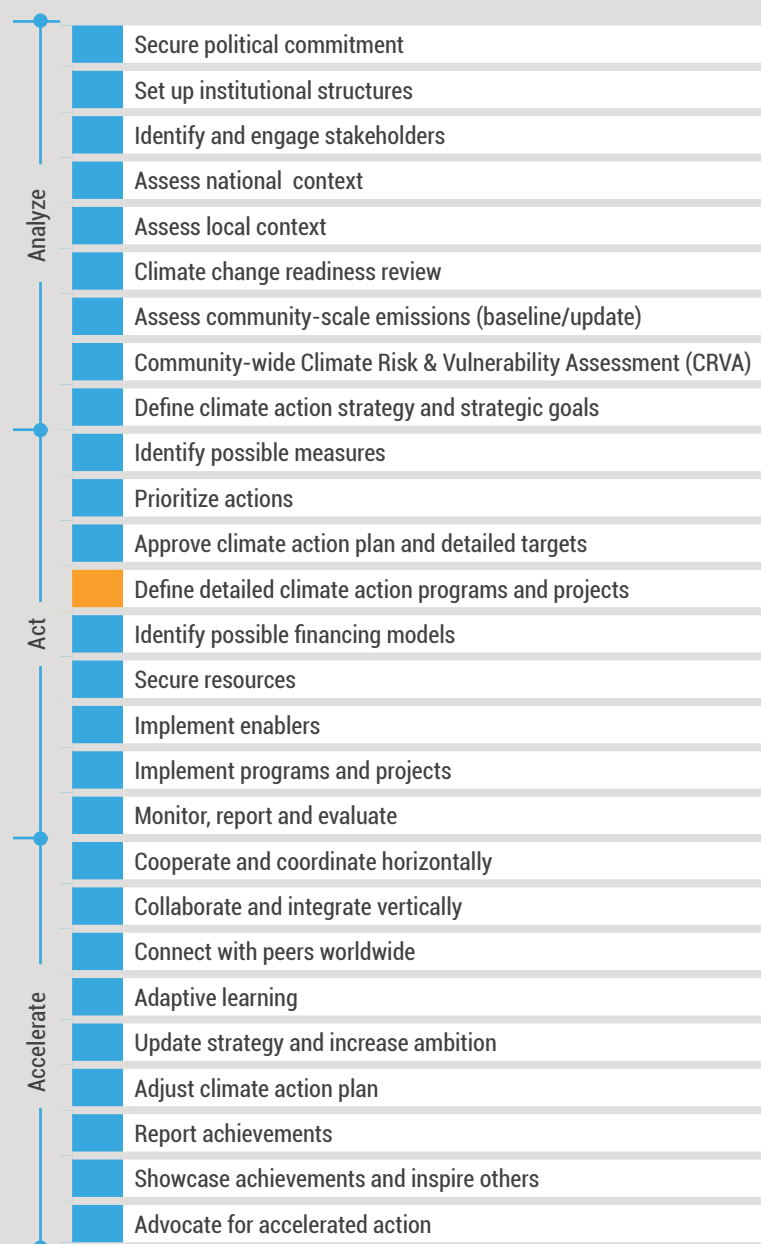 Analyze
Secure political commitment
Set up institutional structures
Identify and engage stakeholders
Assess national context
Assess local context
Climate change readiness review
Assess community-scale emissions (baseline/update)
Community-wide Climate Risk & Vulnerability Assessment (CRVA)
Define climate action strategy and strategic goals
Act
Identify possible measures
Prioritize actions
Approve climate action plan and detailed targets
Define detailed climate action programs and projects
Identify possible financing models
Secure resources
Implement enablers
Implement programs and projects
Monitor, report and evaluate
Accelerate
Cooperate and coordinate horizontally
Collaborate and integrate vertically
Connect with peers worldwide
Adaptive learning
Update strategy and increase ambition
Adjust climate action plan
Report achievements
Showcase achievements and inspire others
Advocate for accelerated action